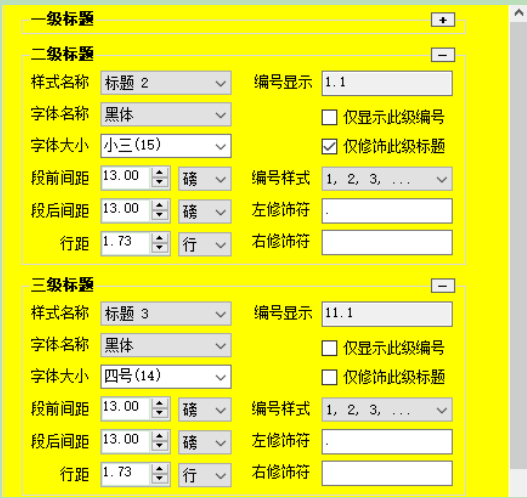 一级标题 +
二级标题 −
样式名称 标题 2 编号显示 1.1
字体名称 黑体 仅显示此级编号
字体大小 小三(15) 仅修饰此级标题
段前间距 13.00 磅 编号样式 1, 2, 3, ...
段后间距 13.00 磅 左修饰符 .
行距 1.73 行 右修饰符
三级标题 −
样式名称 标题 3 编号显示 11.1
字体名称 黑体 仅显示此级编号
字体大小 四号(14) 仅修饰此级标题
段前间距 13.00 磅 编号样式 1, 2, 3, ...
段后间距 13.00 磅 左修饰符 .
行距 1.73 行 右修饰符